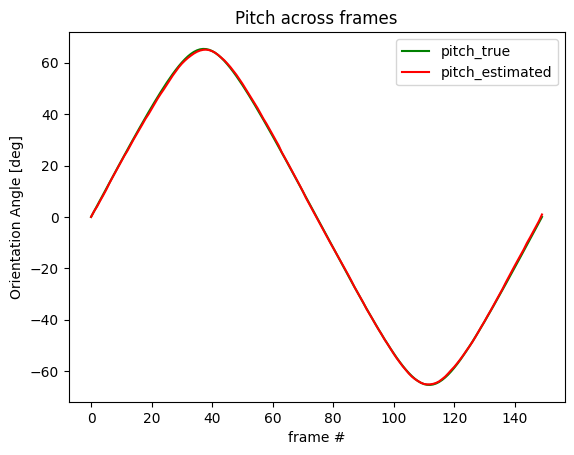 Pitch across frames
pitch_true
pitch_estimated
Orientation Angle [deg]
60
40
20
0
−20
−40
−60
0 20 40 60 80 100 120 140
frame #